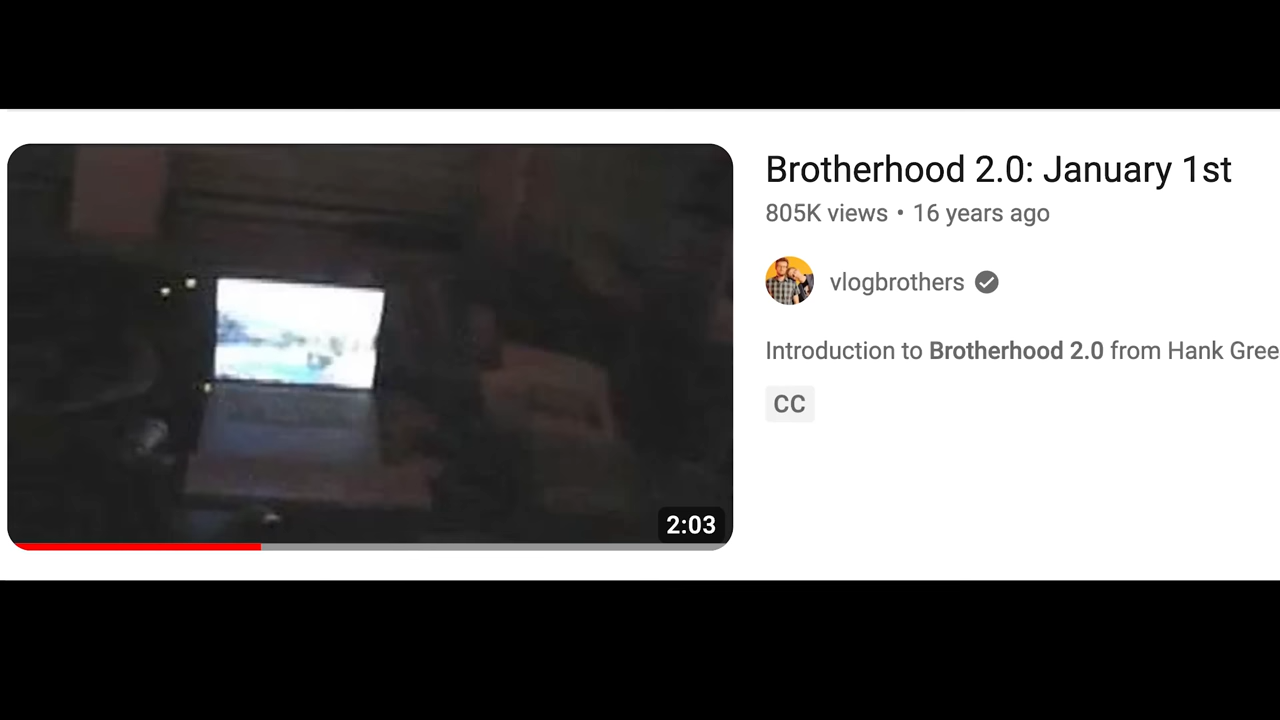 Brotherhood 2.0: January 1st
805K views • 16 years ago
vlogbrothers
Introduction to Brotherhood 2.0 from Hank Gree
CC
2:03